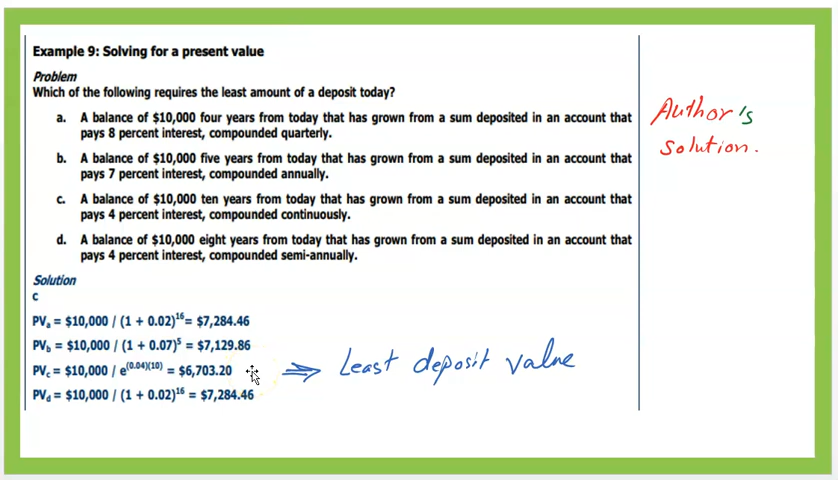 Example 9: Solving for a present value
Problem
Which of the following requires the least amount of a deposit today?
a. A balance of $10,000 four years from today that has grown from a sum deposited in an account that
pays 8 percent interest, compounded quarterly.
b. A balance of $10,000 five years from today that has grown from a sum deposited in an account that
pays 7 percent interest, compounded annually.
c. A balance of $10,000 ten years from today that has grown from a sum deposited in an account that
pays 4 percent interest, compounded continuously.
d. A balance of $10,000 eight years from today that has grown from a sum deposited in an account that
pays 4 percent interest, compounded semi-annually.
Solution
c
PVₐ = $10,000 / (1 + 0.02)¹⁶= $7,284.46
PV_b = $10,000 / (1 + 0.07)⁵ = $7,129.86
PV_c = $10,000 / e^(0.04)(10) = $6,703.20 ⇒ Least deposit value
PV_d = $10,000 / (1 + 0.02)¹⁶ = $7,284.46
Author's
Solution.